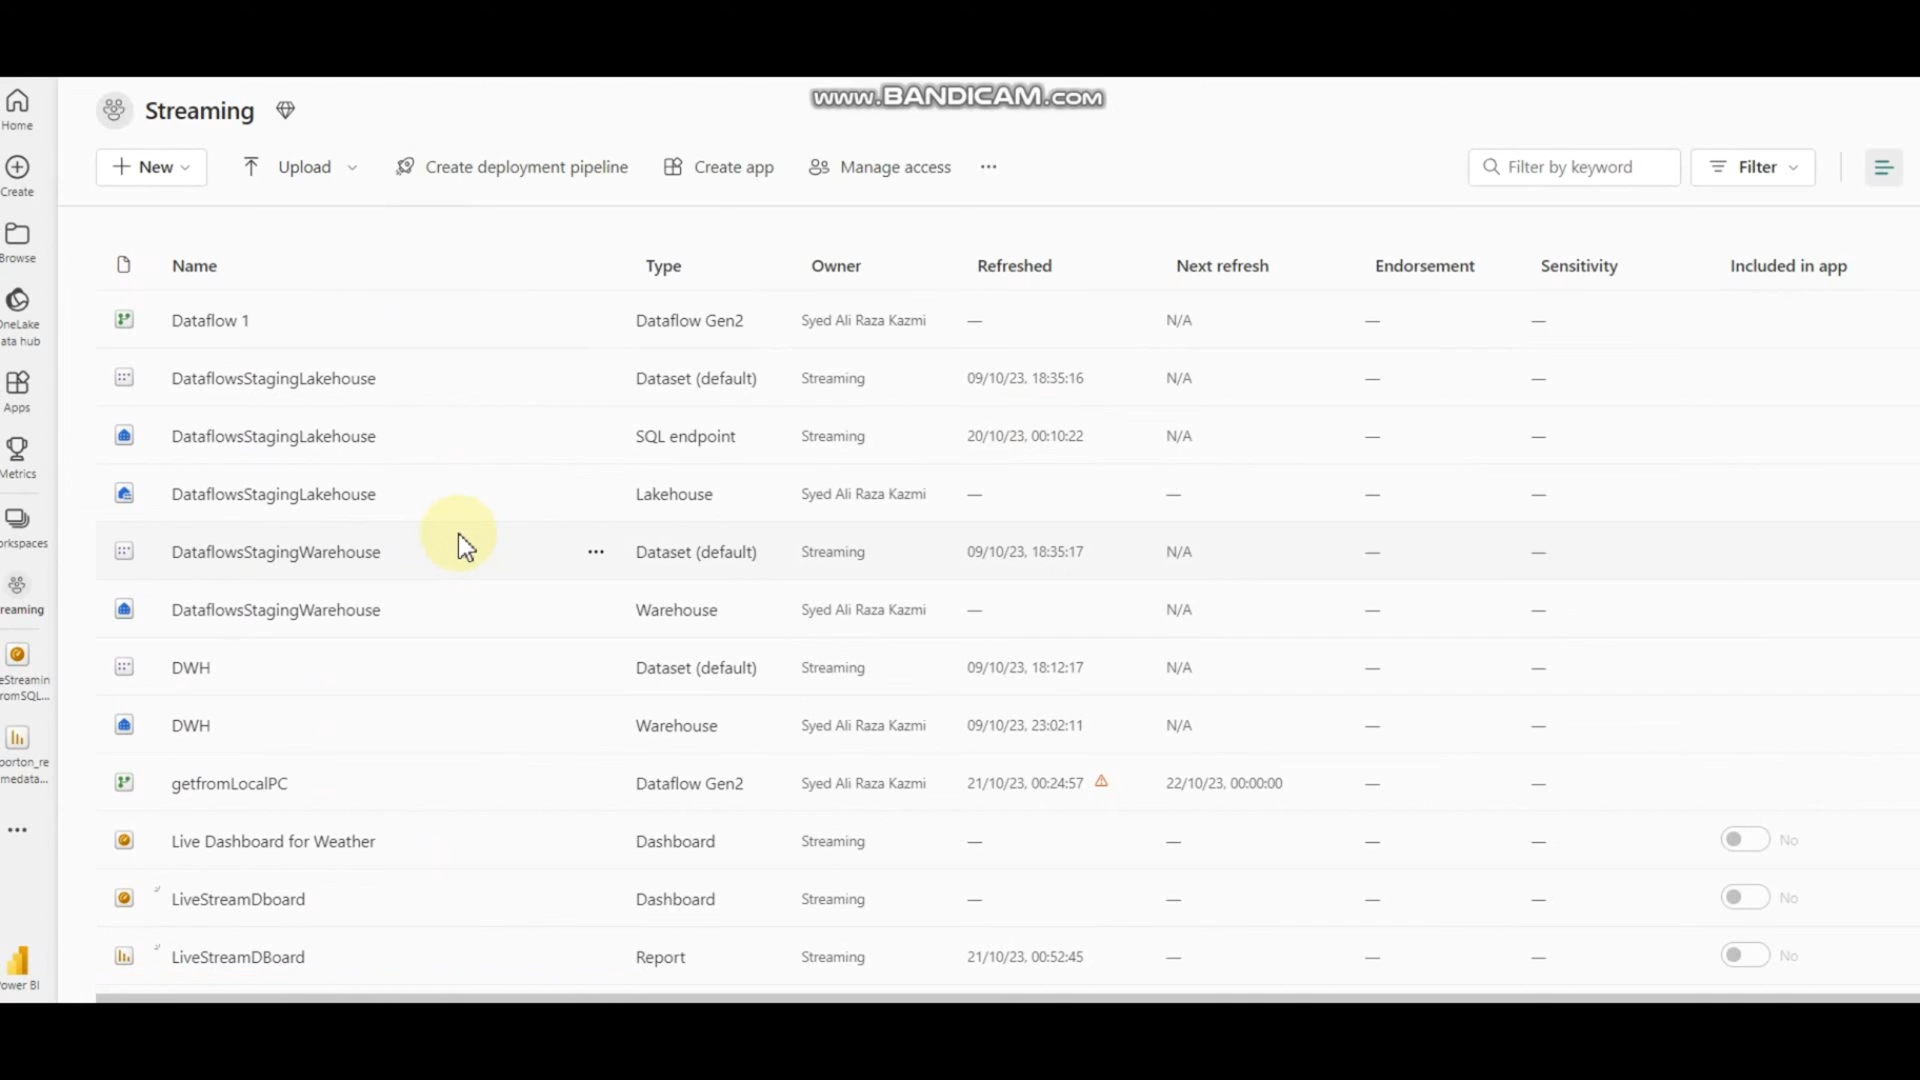 www.BANDICAM.com
Streaming
New
Upload
Create deployment pipeline
Create app
Manage access
Filter by keyword
Filter
Home
Create
Browse
OneLake
ata hub
Apps
Metrics
orkspaces
reaming
eStreamin
romSQL...
porton_re
medata...
ower BI
Name Type Owner Refreshed Next refresh Endorsement Sensitivity Included in app
Dataflow 1 Dataflow Gen2 Syed Ali Raza Kazmi — N/A — —
DataflowsStagingLakehouse Dataset (default) Streaming 09/10/23, 18:35:16 N/A — —
DataflowsStagingLakehouse SQL endpoint Streaming 20/10/23, 00:10:22 N/A — —
DataflowsStagingLakehouse Lakehouse Syed Ali Raza Kazmi — — — —
DataflowsStagingWarehouse ... Dataset (default) Streaming 09/10/23, 18:35:17 N/A — —
DataflowsStagingWarehouse Warehouse Syed Ali Raza Kazmi — N/A — —
DWH Dataset (default) Streaming 09/10/23, 18:12:17 N/A — —
DWH Warehouse Syed Ali Raza Kazmi 09/10/23, 23:02:11 N/A — —
getfromLocalPC Dataflow Gen2 Syed Ali Raza Kazmi 21/10/23, 00:24:57 22/10/23, 00:00:00 — —
Live Dashboard for Weather Dashboard Streaming — — — — No
LiveStreamDboard Dashboard Streaming — — — — No
LiveStreamDBoard Report Streaming 21/10/23, 00:52:45 — — — No